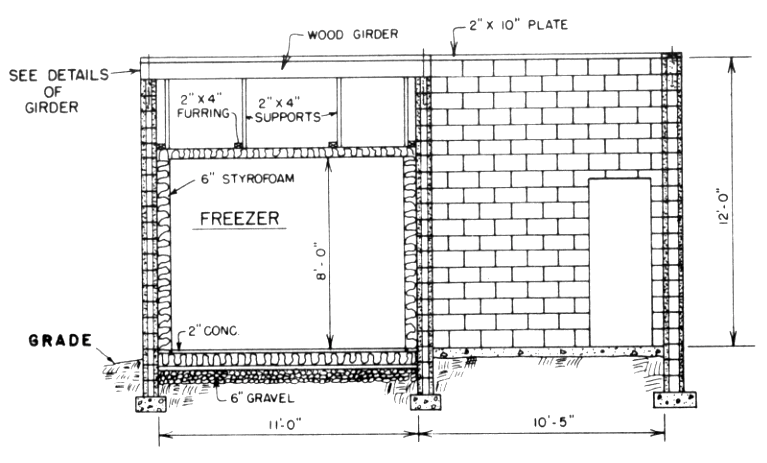 WOOD GIRDER
2" X 10" PLATE
SEE DETAILS
OF
GIRDER
2" X 4"
FURRING
2" X 4"
SUPPORTS
6" STYROFOAM
FREEZER
8'-0"
12'-0"
2" CONC.
GRADE
6" GRAVEL
11'-0"
10'-5"